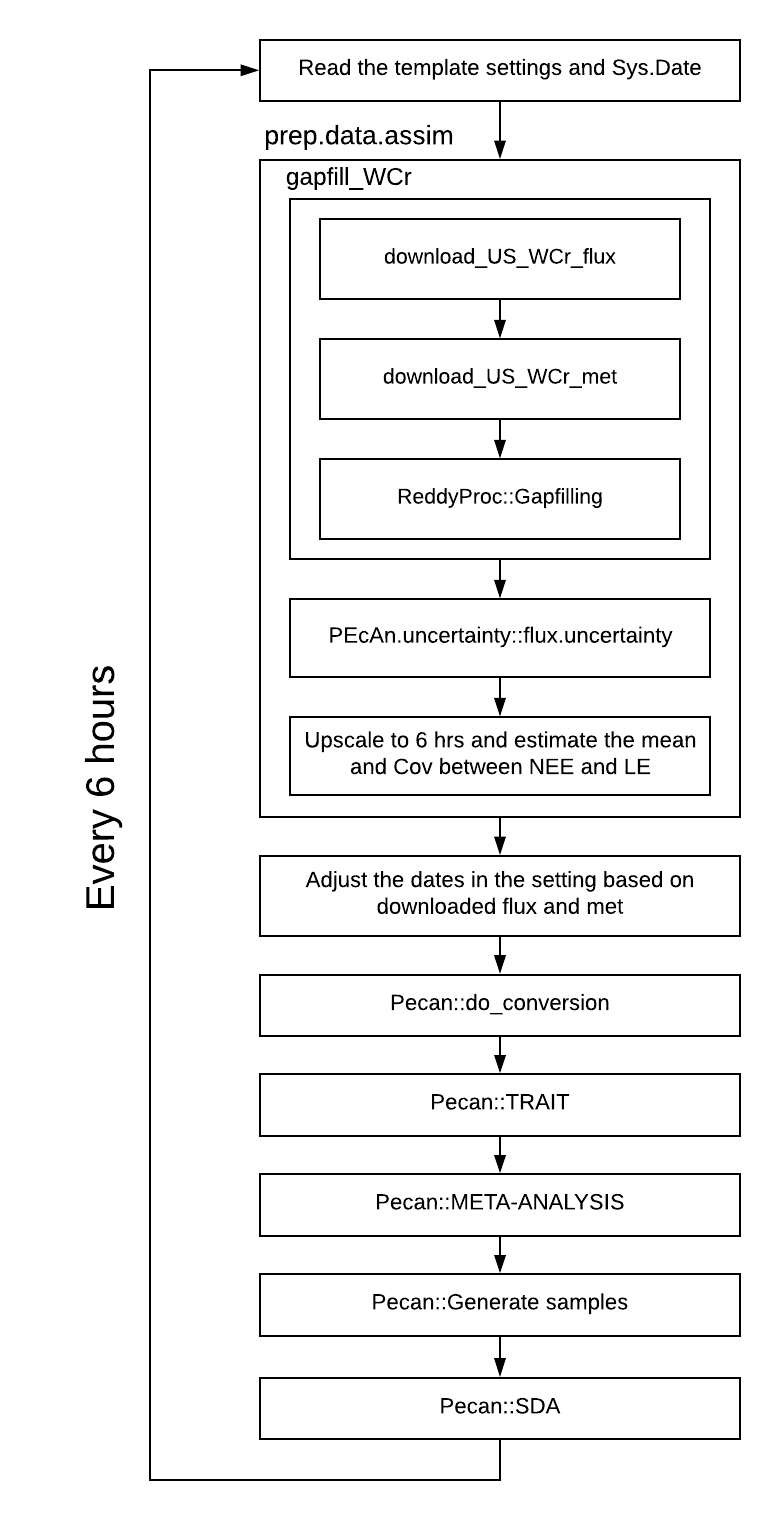 Read the template settings and Sys.Date
prep.data.assim
gapfill_WCr
download_US_WCr_flux
download_US_WCr_met
ReddyProc::Gapfilling
PEcAn.uncertainty::flux.uncertainty
Upscale to 6 hrs and estimate the mean
and Cov between NEE and LE
Every 6 hours
Adjust the dates in the setting based on
downloaded flux and met
Pecan::do_conversion
Pecan::TRAIT
Pecan::META-ANALYSIS
Pecan::Generate samples
Pecan::SDA